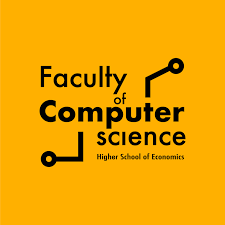 Faculty
of
Computer
science
Higher School of Economics